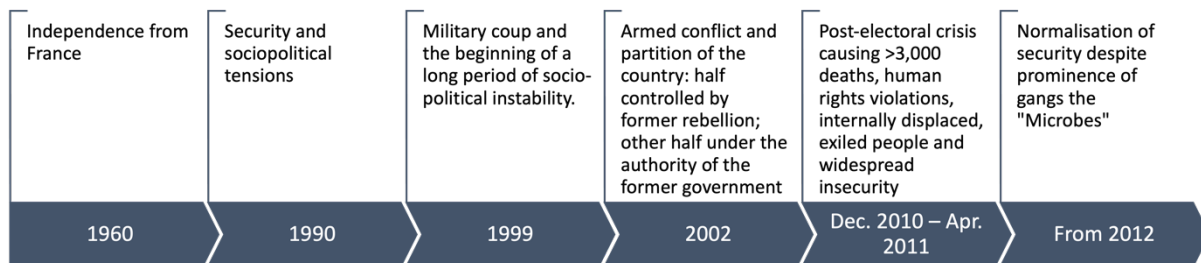 Independence from
France
Security and
sociopolitical
tensions
Military coup and
the beginning of a
long period of socio-
political instability.
Armed conflict and
partition of the
country: half
controlled by
former rebellion;
other half under the
authority of the
former government
Post-electoral crisis
causing >3,000
deaths, human
rights violations,
internally displaced,
exiled people and
widespread
insecurity
Normalisation of
security despite
prominence of
gangs the
"Microbes"
1960
1990
1999
2002
Dec. 2010 – Apr.
2011
From 2012